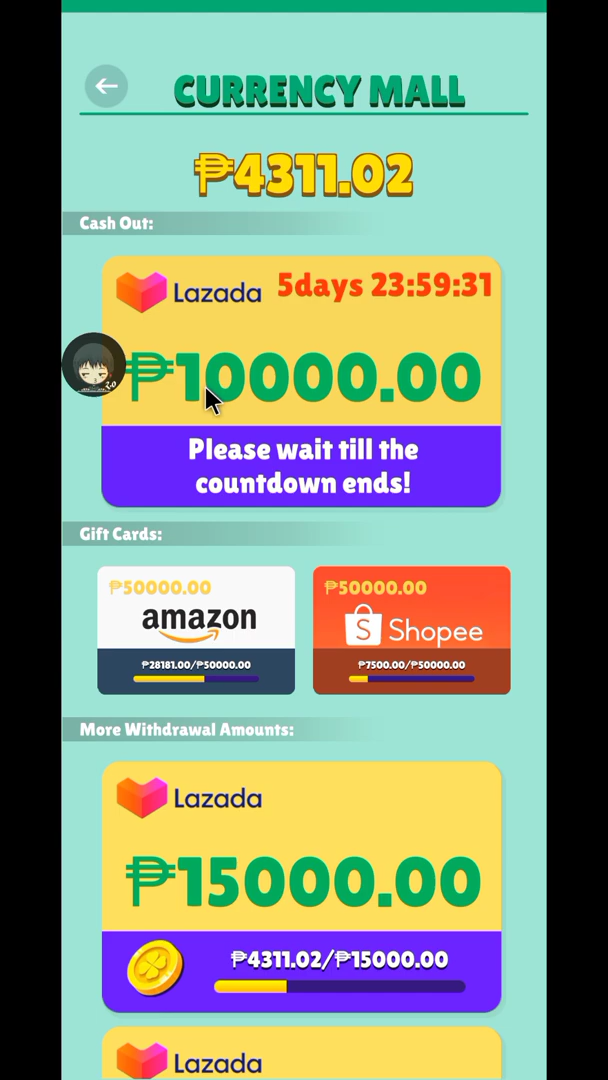 CURRENCY MALL
₱4311.02
Cash Out:
Lazada
5days 23:59:31
₱10000.00
Please wait till the
countdown ends!
Gift Cards:
₱50000.00
amazon
₱28181.00/₱50000.00
₱50000.00
S Shopee
₱7500.00/₱50000.00
More Withdrawal Amounts:
Lazada
₱15000.00
₱4311.02/₱15000.00
Lazada